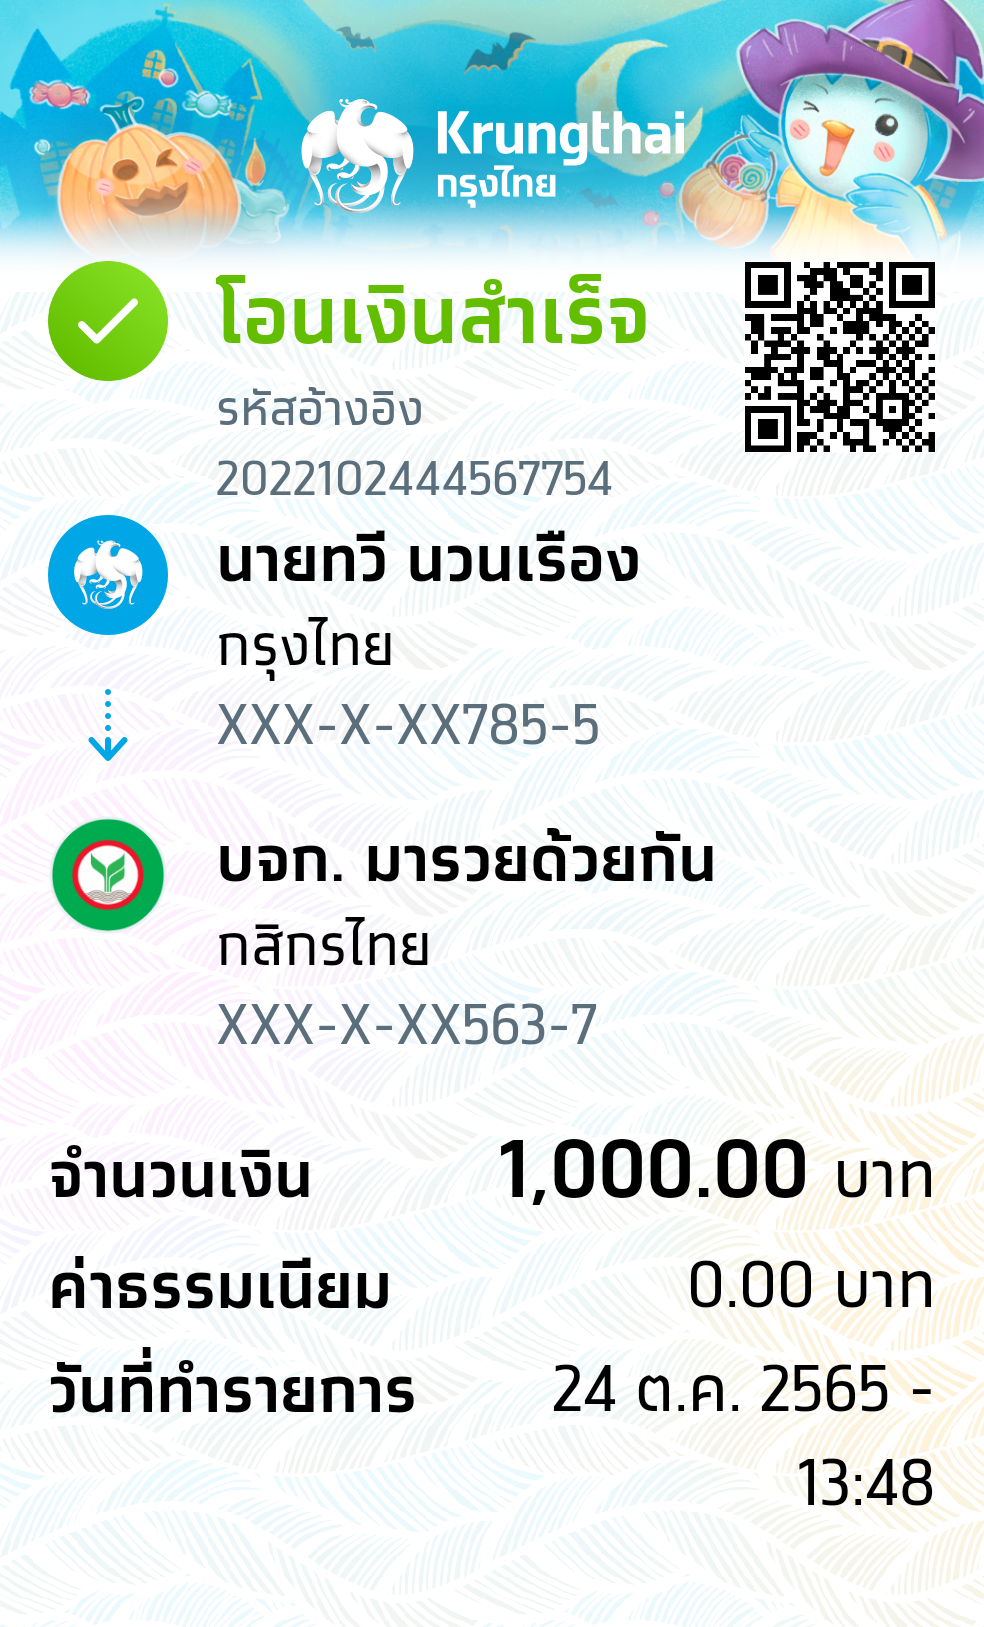 Krungthai
กรุงไทย
โอนเงินสำเร็จ
รหัสอ้างอิง
2022102444567754
นายทวี นวนเรือง
กรุงไทย
XXX-X-XX785-5
บจก. มารวยด้วยกัน
กสิกรไทย
XXX-X-XX563-7
จำนวนเงิน 1,000.00 บาท
ค่าธรรมเนียม 0.00 บาท
วันที่ทำรายการ 24 ต.ค. 2565 -
13:48